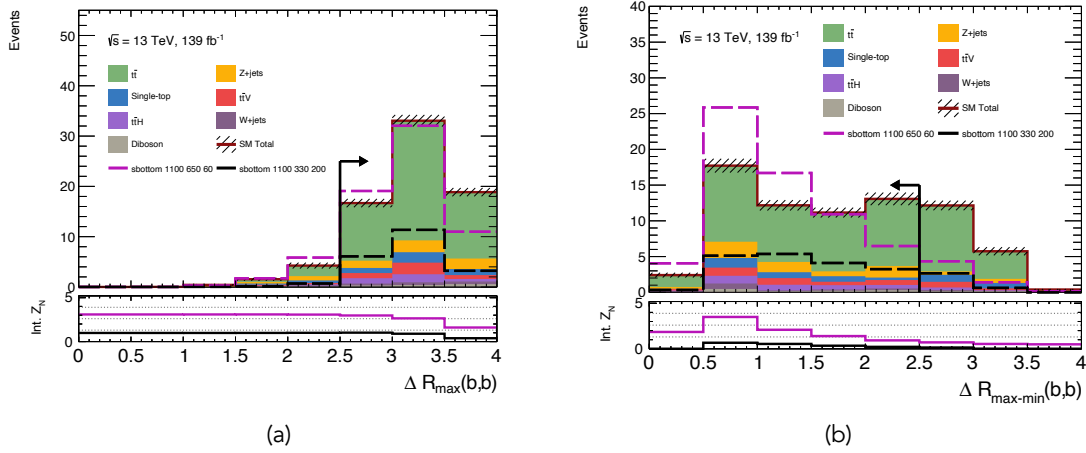 Events
50
40
30
20
10
0
√s = 13 TeV, 139 fb⁻¹
tt̄ Z+jets
Single-top tt̄V
tt̄H W+jets
Diboson SM Total
sbottom 1100 650 60 sbottom 1100 330 200
Int. Z_N
5
0
0 0.5 1 1.5 2 2.5 3 3.5 4
Δ R_max(b,b)
(a)
Events
40
35
30
25
20
15
10
5
0
√s = 13 TeV, 139 fb⁻¹
tt̄ Z+jets
Single-top tt̄V
tt̄H W+jets
Diboson SM Total
sbottom 1100 650 60 sbottom 1100 330 200
Int. Z_N
5
0
0 0.5 1 1.5 2 2.5 3 3.5 4
Δ R_max-min(b,b)
(b)